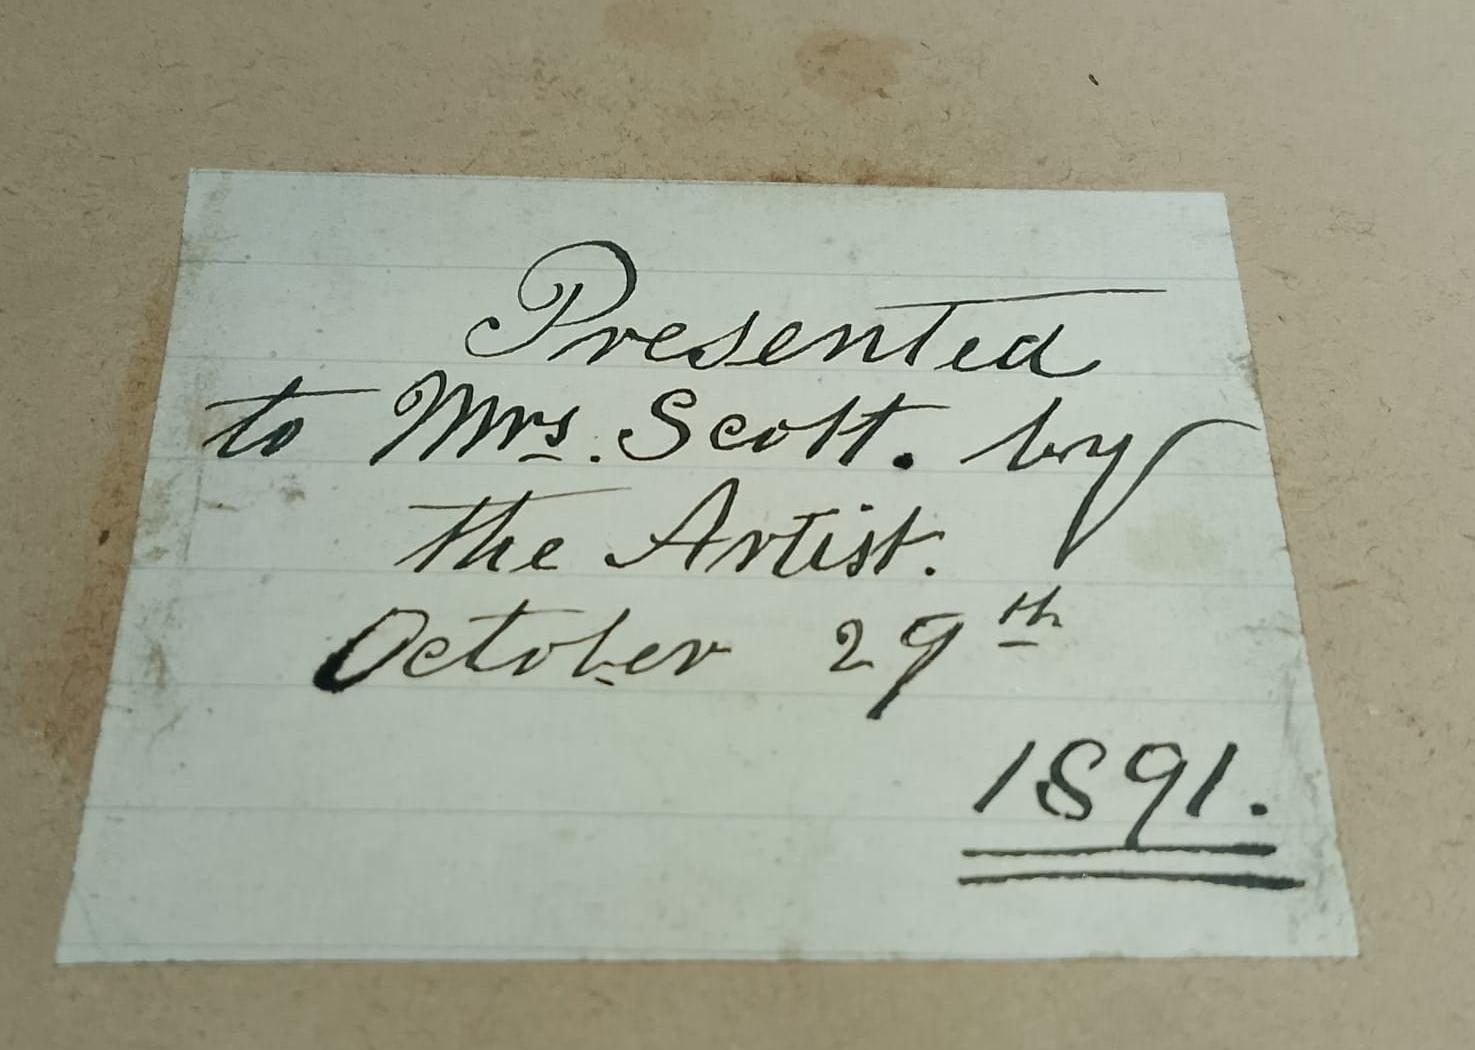 Presented
to Mrs. Scott. by
the Artist.
October 29th
1891.